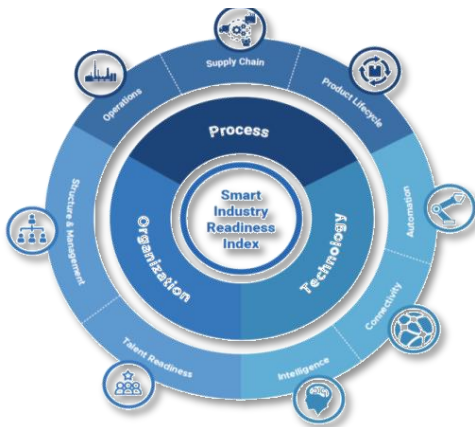 Supply Chain
Operations
Product Lifecycle
Process
Structure & Management
Smart
Industry
Readiness
Index
Automation
Organization
Technology
Connectivity
Talent Readiness
Intelligence